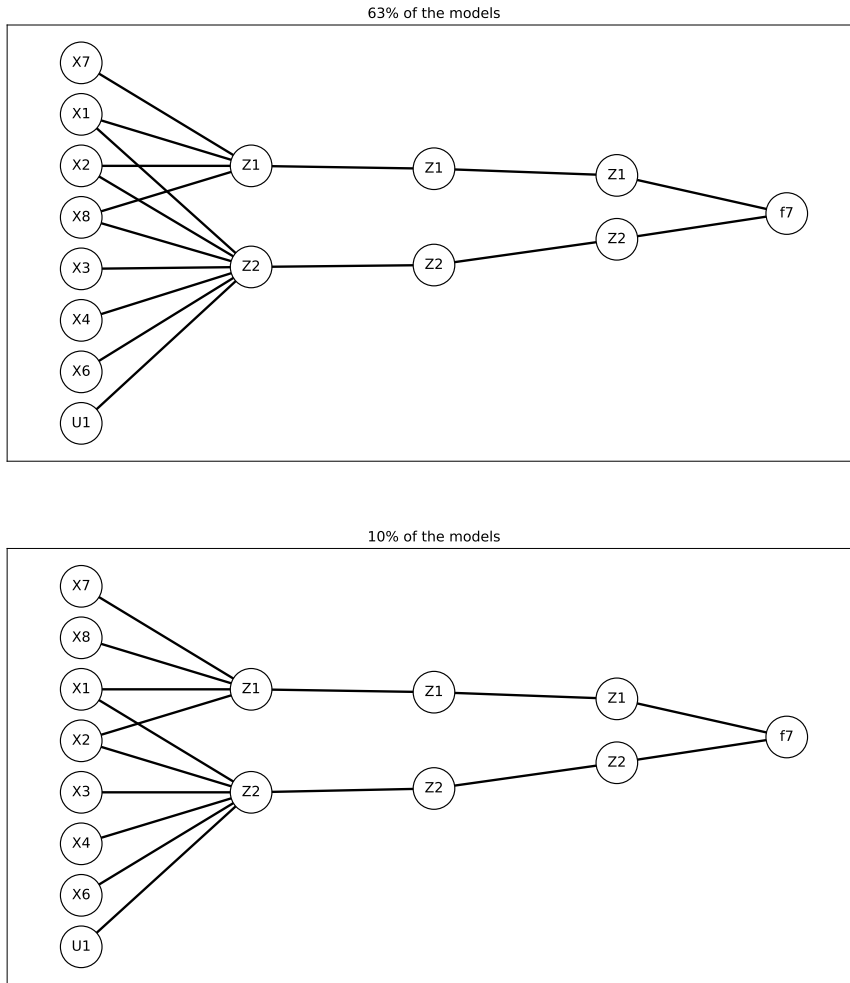 63% of the models
X7
X1
X2
X8
X3
X4
X6
U1
Z1
Z2
Z1
Z2
Z1
Z2
f7
10% of the models
X7
X8
X1
X2
X3
X4
X6
U1
Z1
Z2
Z1
Z2
Z1
Z2
f7